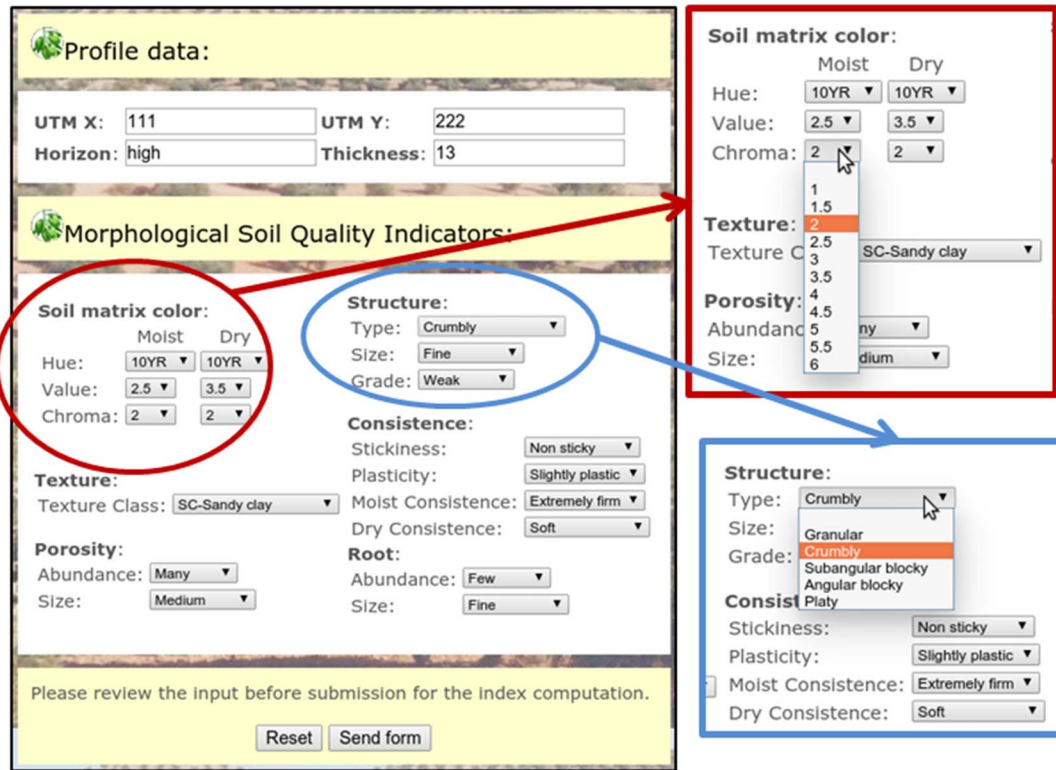 Profile data:
UTM X: 111 UTM Y: 222
Horizon: high Thickness: 13
Morphological Soil Quality Indicators:
Soil matrix color:
Moist Dry
Hue: 10YR 10YR
Value: 2.5 3.5
Chroma: 2 2
Texture:
Texture Class: SC-Sandy clay
Porosity:
Abundance: Many
Size: Medium
Structure:
Type: Crumbly
Size: Fine
Grade: Weak
Consistence:
Stickiness: Non sticky
Plasticity: Slightly plastic
Moist Consistence: Extremely firm
Dry Consistence: Soft
Root:
Abundance: Few
Size: Fine
Please review the input before submission for the index computation.
Reset Send form
Soil matrix color:
Moist Dry
Hue: 10YR 10YR
Value: 2.5 3.5
Chroma: 2 2
1
1.5
2
2.5
3
3.5
4
4.5
5
5.5
6
Texture:
Texture C SC-Sandy clay
Porosity:
Abundanc ny
Size: dium
Structure:
Type: Crumbly
Size:
Grade:
Granular
Crumbly
Subangular blocky
Angular blocky
Platy
Consist
Stickiness: Non sticky
Plasticity: Slightly plastic
Moist Consistence: Extremely firm
Dry Consistence: Soft